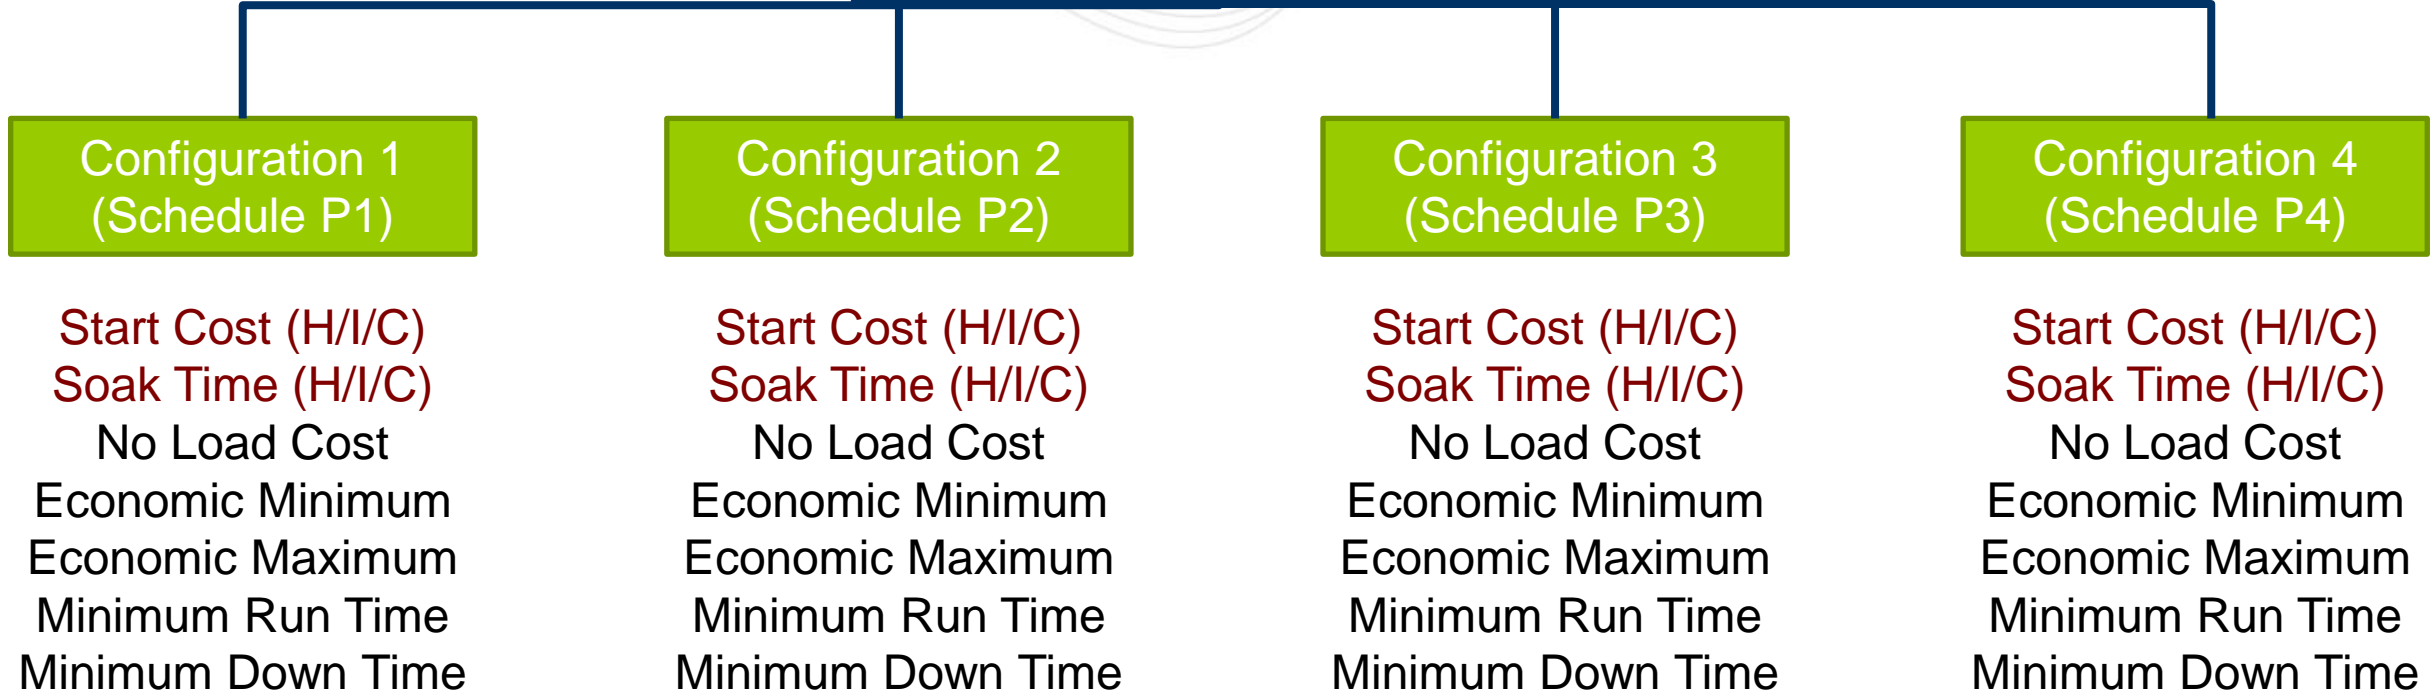 Configuration 1
(Schedule P1)
Start Cost (H/I/C)
Soak Time (H/I/C)
No Load Cost
Economic Minimum
Economic Maximum
Minimum Run Time
Minimum Down Time
Configuration 2
(Schedule P2)
Start Cost (H/I/C)
Soak Time (H/I/C)
No Load Cost
Economic Minimum
Economic Maximum
Minimum Run Time
Minimum Down Time
Configuration 3
(Schedule P3)
Start Cost (H/I/C)
Soak Time (H/I/C)
No Load Cost
Economic Minimum
Economic Maximum
Minimum Run Time
Minimum Down Time
Configuration 4
(Schedule P4)
Start Cost (H/I/C)
Soak Time (H/I/C)
No Load Cost
Economic Minimum
Economic Maximum
Minimum Run Time
Minimum Down Time